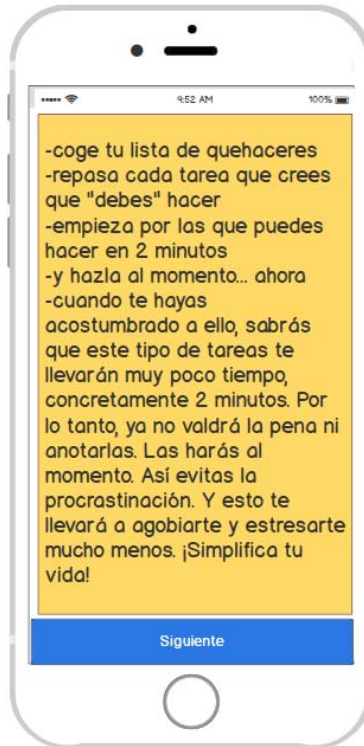 9:52 AM
100%
-coge tu lista de quehaceres
-repasa cada tarea que crees
que "debes" hacer
-empieza por las que puedes
hacer en 2 minutos
-y hazla al momento... ahora
-cuando te hayas
acostumbrado a ello, sabrás
que este tipo de tareas te
llevarán muy poco tiempo,
concretamente 2 minutos. Por
lo tanto, ya no valdrá la pena ni
anotarlas. Las harás al
momento. Así evitas la
procrastinación. Y esto te
llevará a agobiarte y estresarte
mucho menos. ¡Simplifica tu
vida!
Siguiente